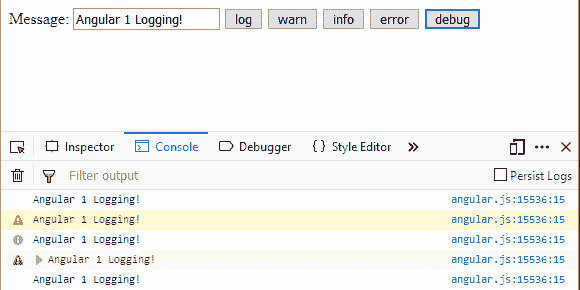 Message: Angular 1 Logging! log warn info error debug
Inspector Console Debugger { } Style Editor »
Filter output Persist Logs
Angular 1 Logging! angular.js:15536:15
Angular 1 Logging! angular.js:15536:15
Angular 1 Logging! angular.js:15536:15
Angular 1 Logging! angular.js:15536:15
Angular 1 Logging! angular.js:15536:15